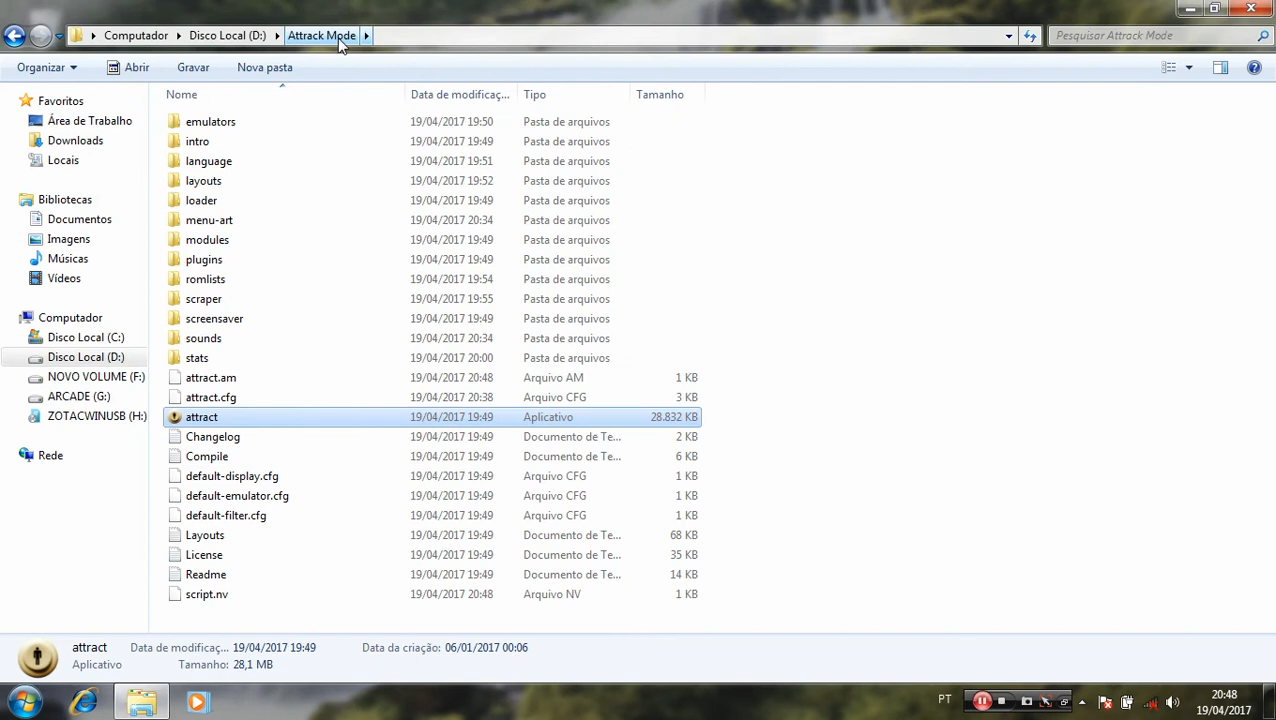 Computador Disco Local (D:) Attrack Mode Pesquisar Attrack Mode
Organizar Abrir Gravar Nova pasta
Nome Data de modificaç... Tipo Tamanho
Favoritos
Área de Trabalho
Downloads
Locais
Bibliotecas
Documentos
Imagens
Músicas
Vídeos
Computador
Disco Local (C:)
Disco Local (D:)
NOVO VOLUME (F:)
ARCADE (G:)
ZOTACWINUSB (H:)
Rede
emulators 19/04/2017 19:50 Pasta de arquivos
intro 19/04/2017 19:49 Pasta de arquivos
language 19/04/2017 19:51 Pasta de arquivos
layouts 19/04/2017 19:52 Pasta de arquivos
loader 19/04/2017 19:49 Pasta de arquivos
menu-art 19/04/2017 20:34 Pasta de arquivos
modules 19/04/2017 19:49 Pasta de arquivos
plugins 19/04/2017 19:49 Pasta de arquivos
romlists 19/04/2017 19:54 Pasta de arquivos
scraper 19/04/2017 19:55 Pasta de arquivos
screensaver 19/04/2017 19:49 Pasta de arquivos
sounds 19/04/2017 20:34 Pasta de arquivos
stats 19/04/2017 20:00 Pasta de arquivos
attract.am 19/04/2017 20:48 Arquivo AM 1 KB
attract.cfg 19/04/2017 20:38 Arquivo CFG 3 KB
attract 19/04/2017 19:49 Aplicativo 28.832 KB
Changelog 19/04/2017 19:49 Documento de Te... 2 KB
Compile 19/04/2017 19:49 Documento de Te... 6 KB
default-display.cfg 19/04/2017 19:49 Arquivo CFG 1 KB
default-emulator.cfg 19/04/2017 19:49 Arquivo CFG 1 KB
default-filter.cfg 19/04/2017 19:49 Arquivo CFG 1 KB
Layouts 19/04/2017 19:49 Documento de Te... 68 KB
License 19/04/2017 19:49 Documento de Te... 35 KB
Readme 19/04/2017 19:49 Documento de Te... 14 KB
script.nv 19/04/2017 20:48 Arquivo NV 1 KB
attract Data de modificaç... 19/04/2017 19:49 Data da criação: 06/01/2017 00:06
Aplicativo Tamanho: 28,1 MB
PT 20:48
19/04/2017